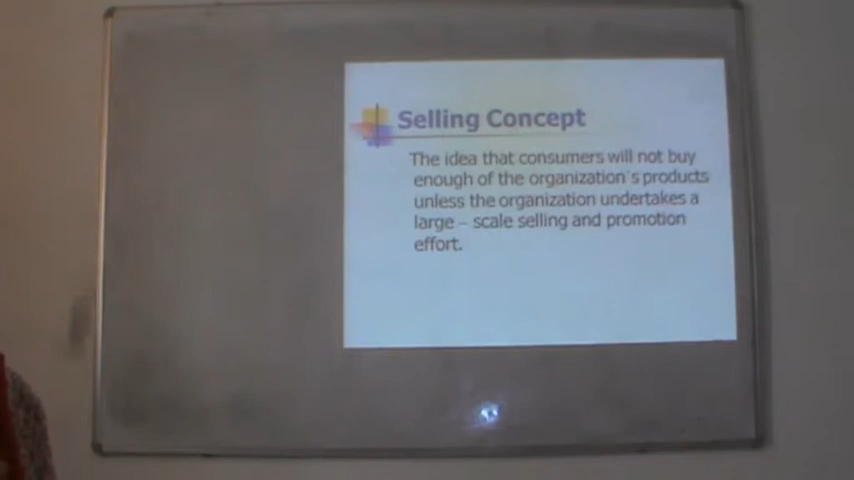 Selling Concept
The idea that consumers will not buy
enough of the organization's products
unless the organization undertakes a
large – scale selling and promotion
effort.